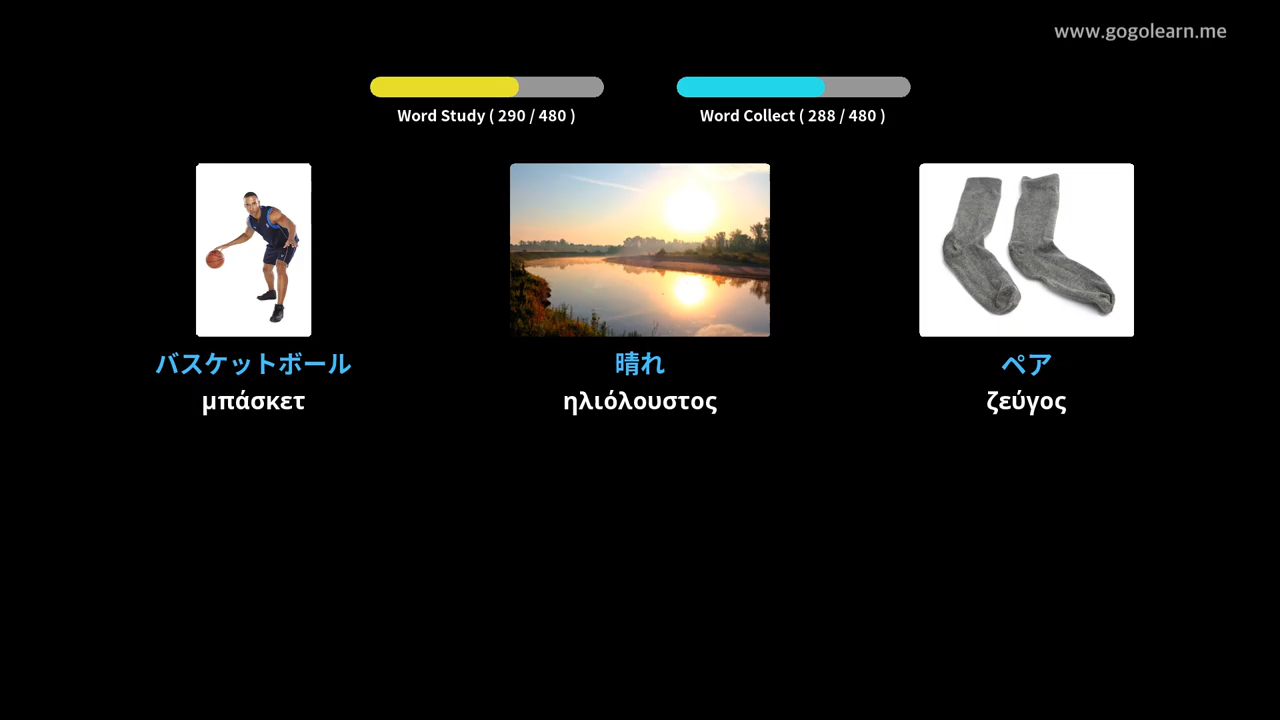 www.gogolearn.me
Word Study ( 290 / 480 )
Word Collect ( 288 / 480 )
バスケットボール
μπάσκετ
晴れ
ηλιόλουστος
ペア
ζεύγος